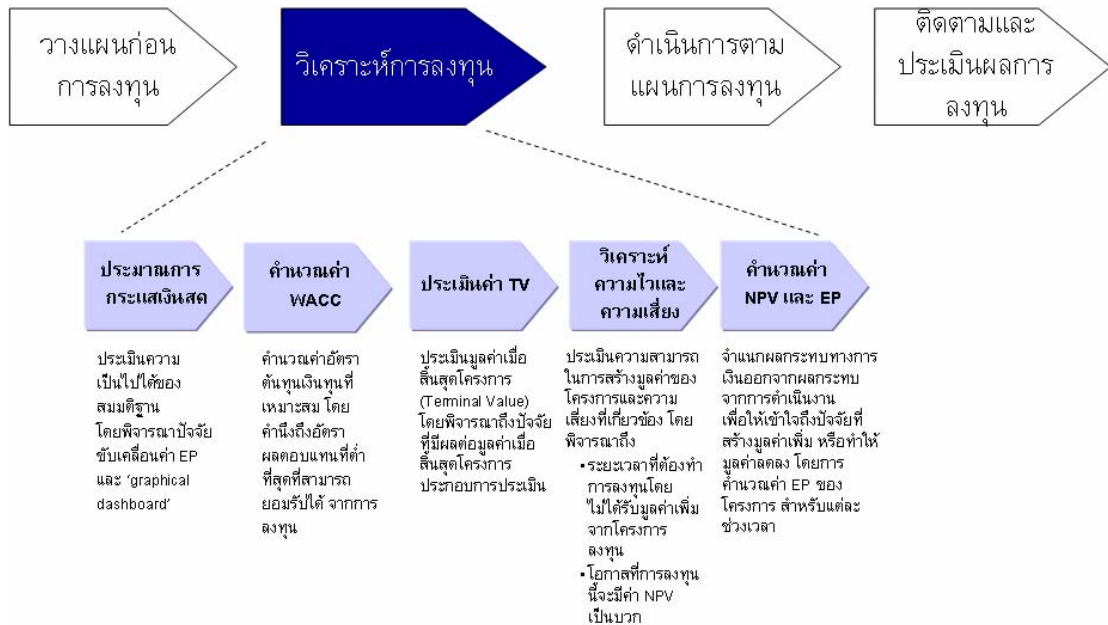 วางแผนก่อน
การลงทุน
วิเคราะห์การลงทุน
ดำเนินการตาม
แผนการลงทุน
ติดตามและ
ประเมินผลการ
ลงทุน
ประมาณการ
กระแสเงินสด
คำนวณค่า
WACC
ประเมินค่า TV
วิเคราะห์
ความไวและ
ความเสี่ยง
คำนวณค่า
NPV และ EP
ประเมินความ
เป็นไปได้ของ
สมมติฐาน
โดยพิจารณาปัจจัย
ขับเคลื่อนค่า EP
และ ‘graphical
dashboard’
คำนวณค่าอัตรา
ต้นทุนเงินทุนที่
เหมาะสม โดย
คำนึงถึงอัตรา
ผลตอบแทนที่ต่ำ
ที่สุดที่สามารถ
ยอมรับได้ จากการ
ลงทุน
ประเมินมูลค่าเมื่อ
สิ้นสุดโครงการ
(Terminal Value)
โดยพิจารณาถึงปัจจัย
ที่มีผลต่อมูลค่าเมื่อ
สิ้นสุดโครงการ
ประกอบการประเมิน
ประเมินความสามารถ
ในการสร้างมูลค่าของ
โครงการและความ
เสี่ยงที่เกี่ยวข้อง โดย
พิจารณาถึง
▪ ระยะเวลาที่ต้องทำ
การลงทุนโดย
ไม่ได้รับมูลค่าเพิ่ม
จากโครงการ
ลงทุน
▪ โอกาสที่การลงทุน
นี้จะมีค่า NPV
เป็นบวก
จำแนกผลกระทบทางการ
เงินออกจากผลกระทบ
จากการดำเนินงาน
เพื่อให้เข้าใจถึงปัจจัยที่
สร้างมูลค่าเพิ่ม หรือทำให้
มูลค่าลดลง โดยการ
คำนวณค่า EP ของ
โครงการ สำหรับแต่ละ
ช่วงเวลา